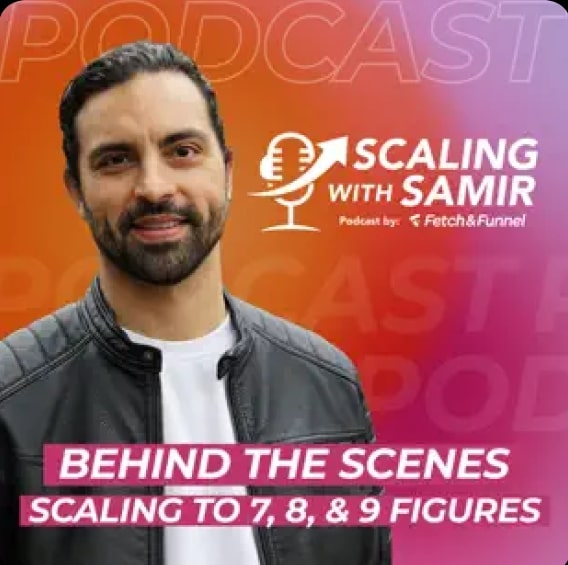 PODCAST
SCALING
WITH SAMIR
Podcast by: Fetch&Funnel
PODCAST P
POD
BEHIND THE SCENES
SCALING TO 7, 8, & 9 FIGURES